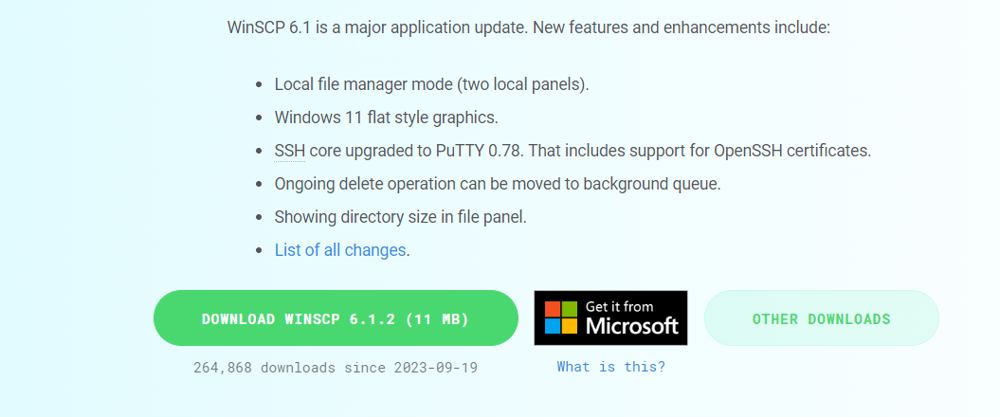 WinSCP 6.1 is a major application update. New features and enhancements include:
Local file manager mode (two local panels).
Windows 11 flat style graphics.
SSH core upgraded to PuTTY 0.78. That includes support for OpenSSH certificates.
Ongoing delete operation can be moved to background queue.
Showing directory size in file panel.
List of all changes.
DOWNLOAD WINSCP 6.1.2 (11 MB)
264,868 downloads since 2023-09-19
Get it from
Microsoft
What is this?
OTHER DOWNLOADS